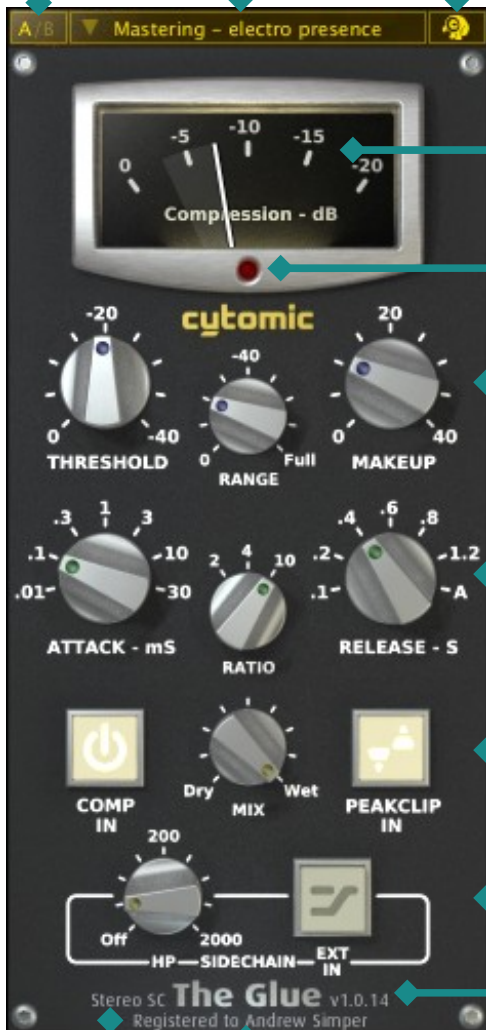 A/B Mastering – electro presence
-10
-5 -15
0 -20
Compression - dB
cytomic
-20 20
-40
0 -40 0 Full 0 40
THRESHOLD RANGE MAKEUP
.3 1 3 .4 .6 .8
.1 10 2 4 10 .2 1.2
.01 30 .1 A
ATTACK - mS RATIO RELEASE - S
Dry Wet
COMP IN MIX PEAKCLIP IN
200
Off 2000
HP SIDECHAIN EXT IN
Stereo SC The Glue v1.0.14
Registered to Andrew Simper